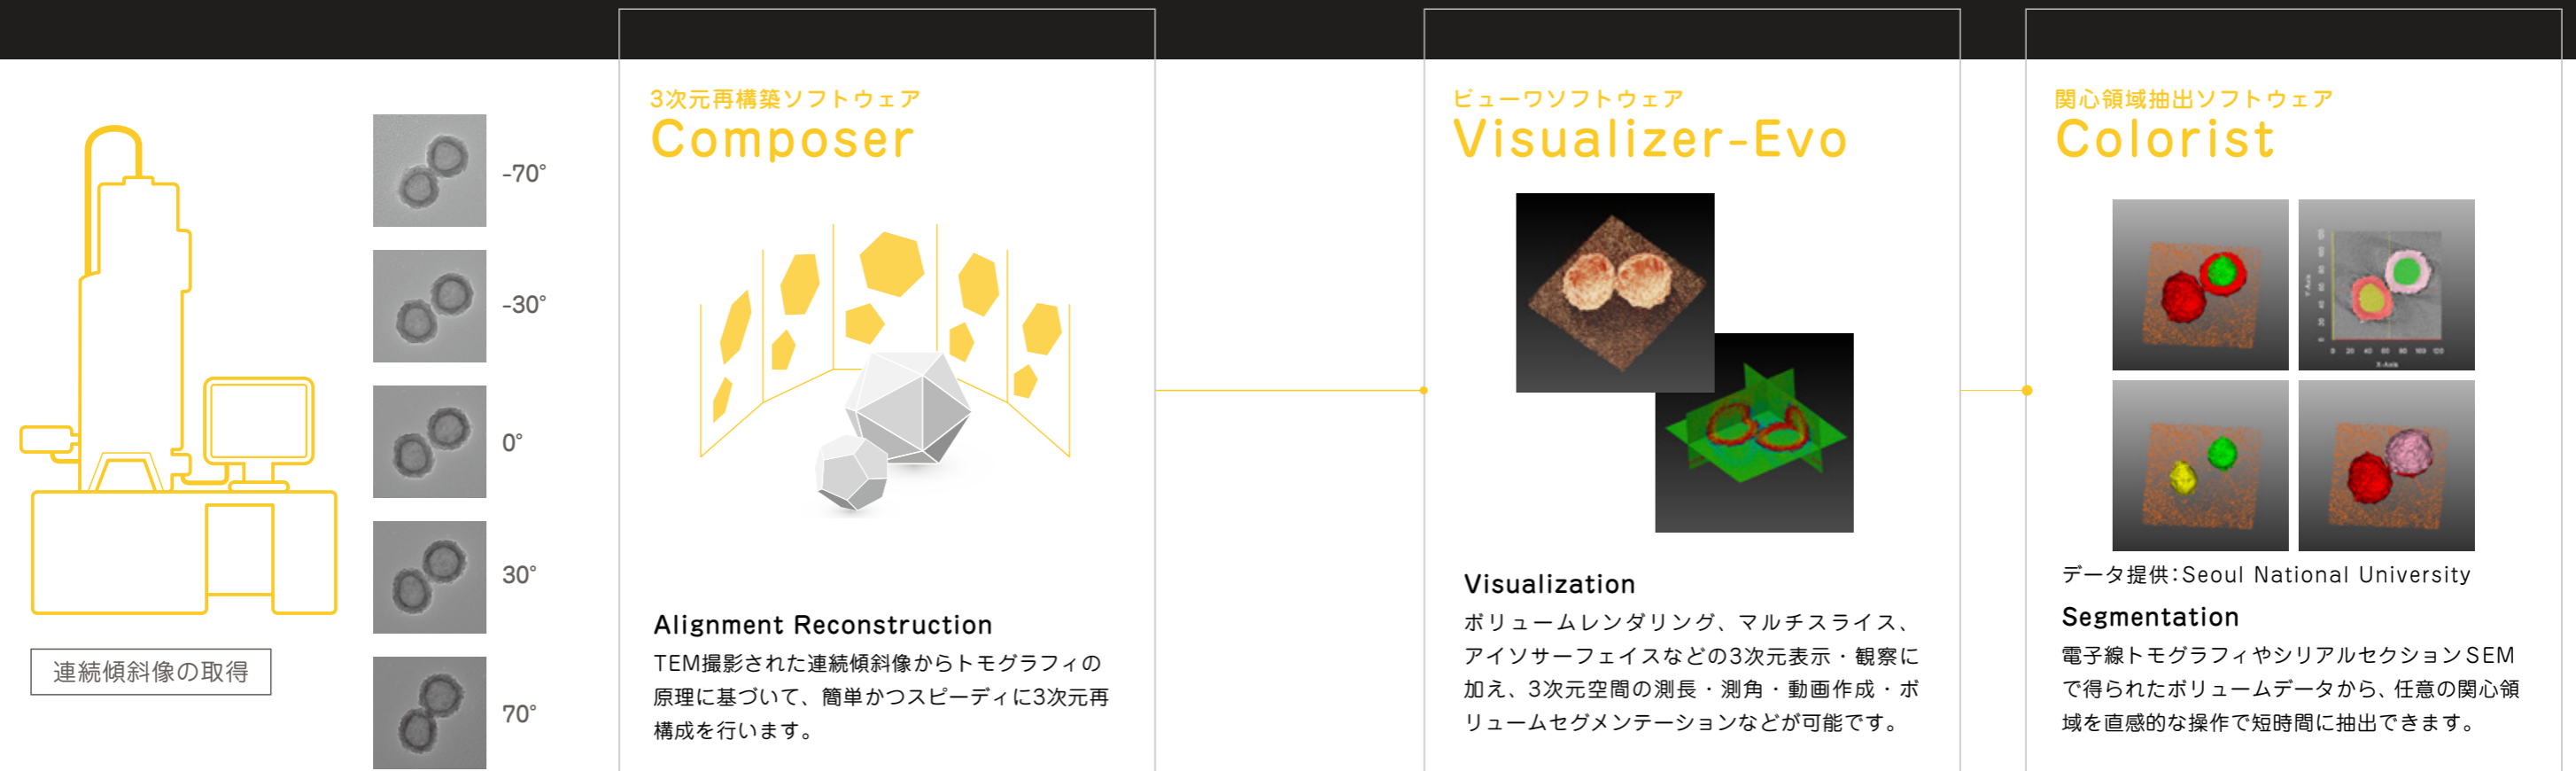 -70°
-30°
0°
30°
70°
連続傾斜像の取得
3次元再構築ソフトウェア
Composer
Alignment Reconstruction
TEM撮影された連続傾斜像からトモグラフィの
原理に基づいて、簡単かつスピーディに3次元再
構成を行います。
ビューワソフトウェア
Visualizer-Evo
Visualization
ボリュームレンダリング、マルチスライス、
アイソサーフェイスなどの3次元表示・観察に
加え、3次元空間の測長・測角・動画作成・ボ
リュームセグメンテーションなどが可能です。
関心領域抽出ソフトウェア
Colorist
Y-Axis
0 20 40 60 80 100 120
X-Axis
データ提供：Seoul National University
Segmentation
電子線トモグラフィやシリアルセクションSEM
で得られたボリュームデータから、任意の関心領
域を直感的な操作で短時間に抽出できます。